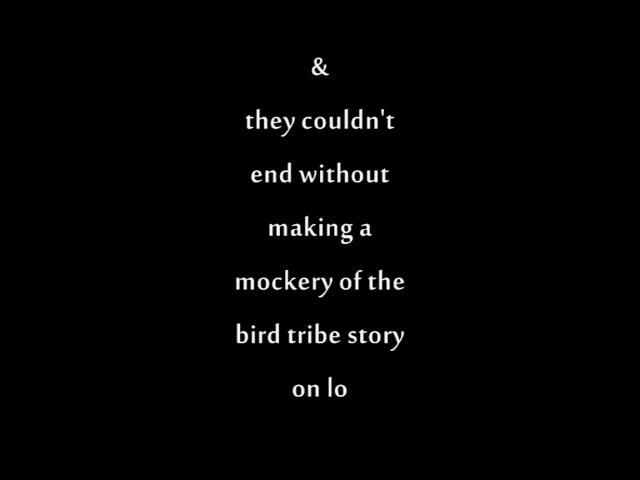 &
they couldn't
end without
making a
mockery of the
bird tribe story
on lo